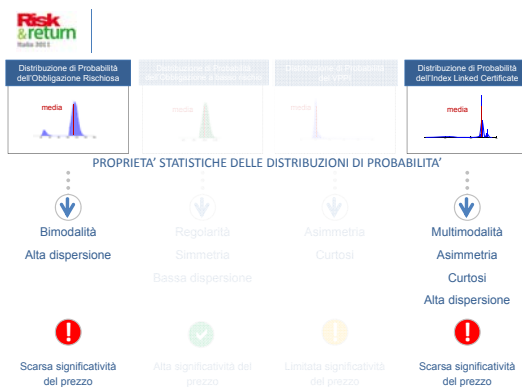 Risk
&return
Italia 2011
Distribuzione di Probabilità
dell'Obbligazione Rischiosa
Distribuzione di Probabilità
dell'Obbligazione a basso rischio
Distribuzione di Probabilità
del VPPI
Distribuzione di Probabilità
dell'Index Linked Certificate
media
media
media
media
PROPRIETA' STATISTICHE DELLE DISTRIBUZIONI DI PROBABILITA'
Bimodalità
Regolarità
Asimmetria
Multimodalità
Alta dispersione
Simmetria
Curtosi
Asimmetria
Bassa dispersione
Curtosi
Alta dispersione
Scarsa significatività
del prezzo
Alta significatività del
prezzo
Limitata significatività
del prezzo
Scarsa significatività
del prezzo